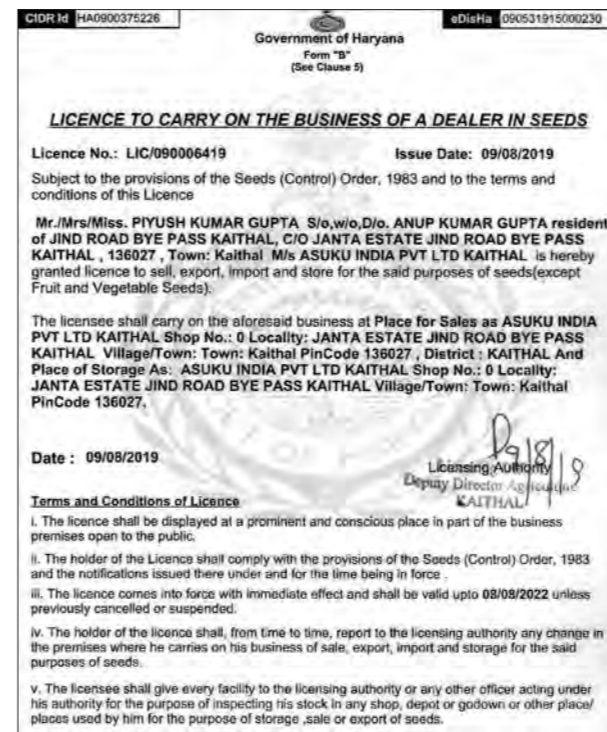 CIDR Id HA0900375226
eDisHa 090531915000230
Government of Haryana
Form "B"
(See Clause 5)
LICENCE TO CARRY ON THE BUSINESS OF A DEALER IN SEEDS
Licence No.: LIC/090006419 Issue Date: 09/08/2019
Subject to the provisions of the Seeds (Control) Order, 1983 and to the terms and
conditions of this Licence
Mr./Mrs/Miss. PIYUSH KUMAR GUPTA S/o,w/o,D/o. ANUP KUMAR GUPTA resident
of JIND ROAD BYE PASS KAITHAL, C/O JANTA ESTATE JIND ROAD BYE PASS
KAITHAL , 136027 , Town: Kaithal M/s ASUKU INDIA PVT LTD KAITHAL is hereby
granted licence to sell, export, import and store for the said purposes of seeds(except
Fruit and Vegetable Seeds).
The licensee shall carry on the aforesaid business at Place for Sales as ASUKU INDIA
PVT LTD KAITHAL Shop No.: 0 Locality: JANTA ESTATE JIND ROAD BYE PASS
KAITHAL Village/Town: Town: Kaithal PinCode 136027 , District : KAITHAL And
Place of Storage As: ASUKU INDIA PVT LTD KAITHAL Shop No.: 0 Locality:
JANTA ESTATE JIND ROAD BYE PASS KAITHAL Village/Town: Town: Kaithal
PinCode 136027.
Date : 09/08/2019
Licensing Authority
Deputy Director Agriculture
KAITHAL
Terms and Conditions of Licence
i. The licence shall be displayed at a prominent and conscious place in part of the business
premises open to the public.
ii. The holder of the Licence shall comply with the provisions of the Seeds (Control) Order, 1983
and the notifications issued there under and for the time being in force .
iii. The licence comes into force with immediate effect and shall be valid upto 08/08/2022 unless
previously cancelled or suspended.
iv. The holder of the licence shall, from time to time, report to the licensing authority any change in
the premises where he carries on his business of sale, export, import and storage for the said
purposes of seeds.
v. The licensee shall give every facility to the licensing authority or any other officer acting under
his authority for the purpose of inspecting his stock in any shop, depot or godown or other place/
places used by him for the purpose of storage ,sale or export of seeds.